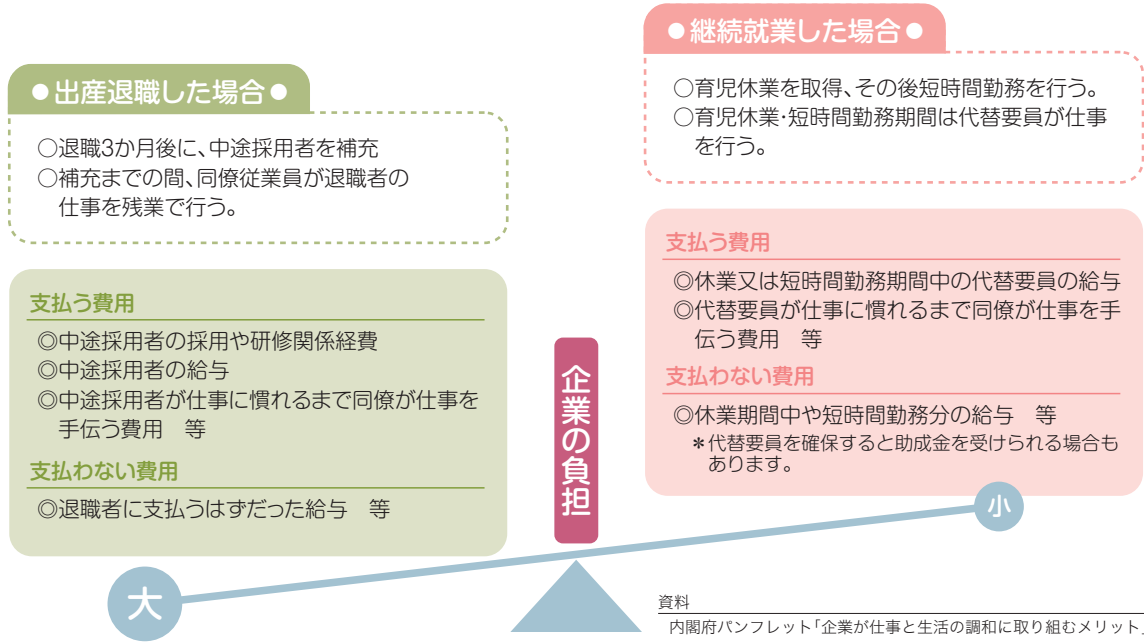 ●出産退職した場合●
○退職3か月後に、中途採用者を補充
○補充までの間、同僚従業員が退職者の
仕事を残業で行う。
支払う費用
◎中途採用者の採用や研修関係経費
◎中途採用者の給与
◎中途採用者が仕事に慣れるまで同僚が仕事を
手伝う費用　等
支払わない費用
◎退職者に支払うはずだった給与　等
大
企業の負担
●継続就業した場合●
○育児休業を取得、その後短時間勤務を行う。
○育児休業・短時間勤務期間は代替要員が仕事
を行う。
支払う費用
◎休業又は短時間勤務期間中の代替要員の給与
◎代替要員が仕事に慣れるまで同僚が仕事を手
伝う費用　等
支払わない費用
◎休業期間中や短時間勤務分の給与　等
＊代替要員を確保すると助成金を受けられる場合も
あります。
小
資料
内閣府パンフレット「企業が仕事と生活の調和に取り組むメリット」